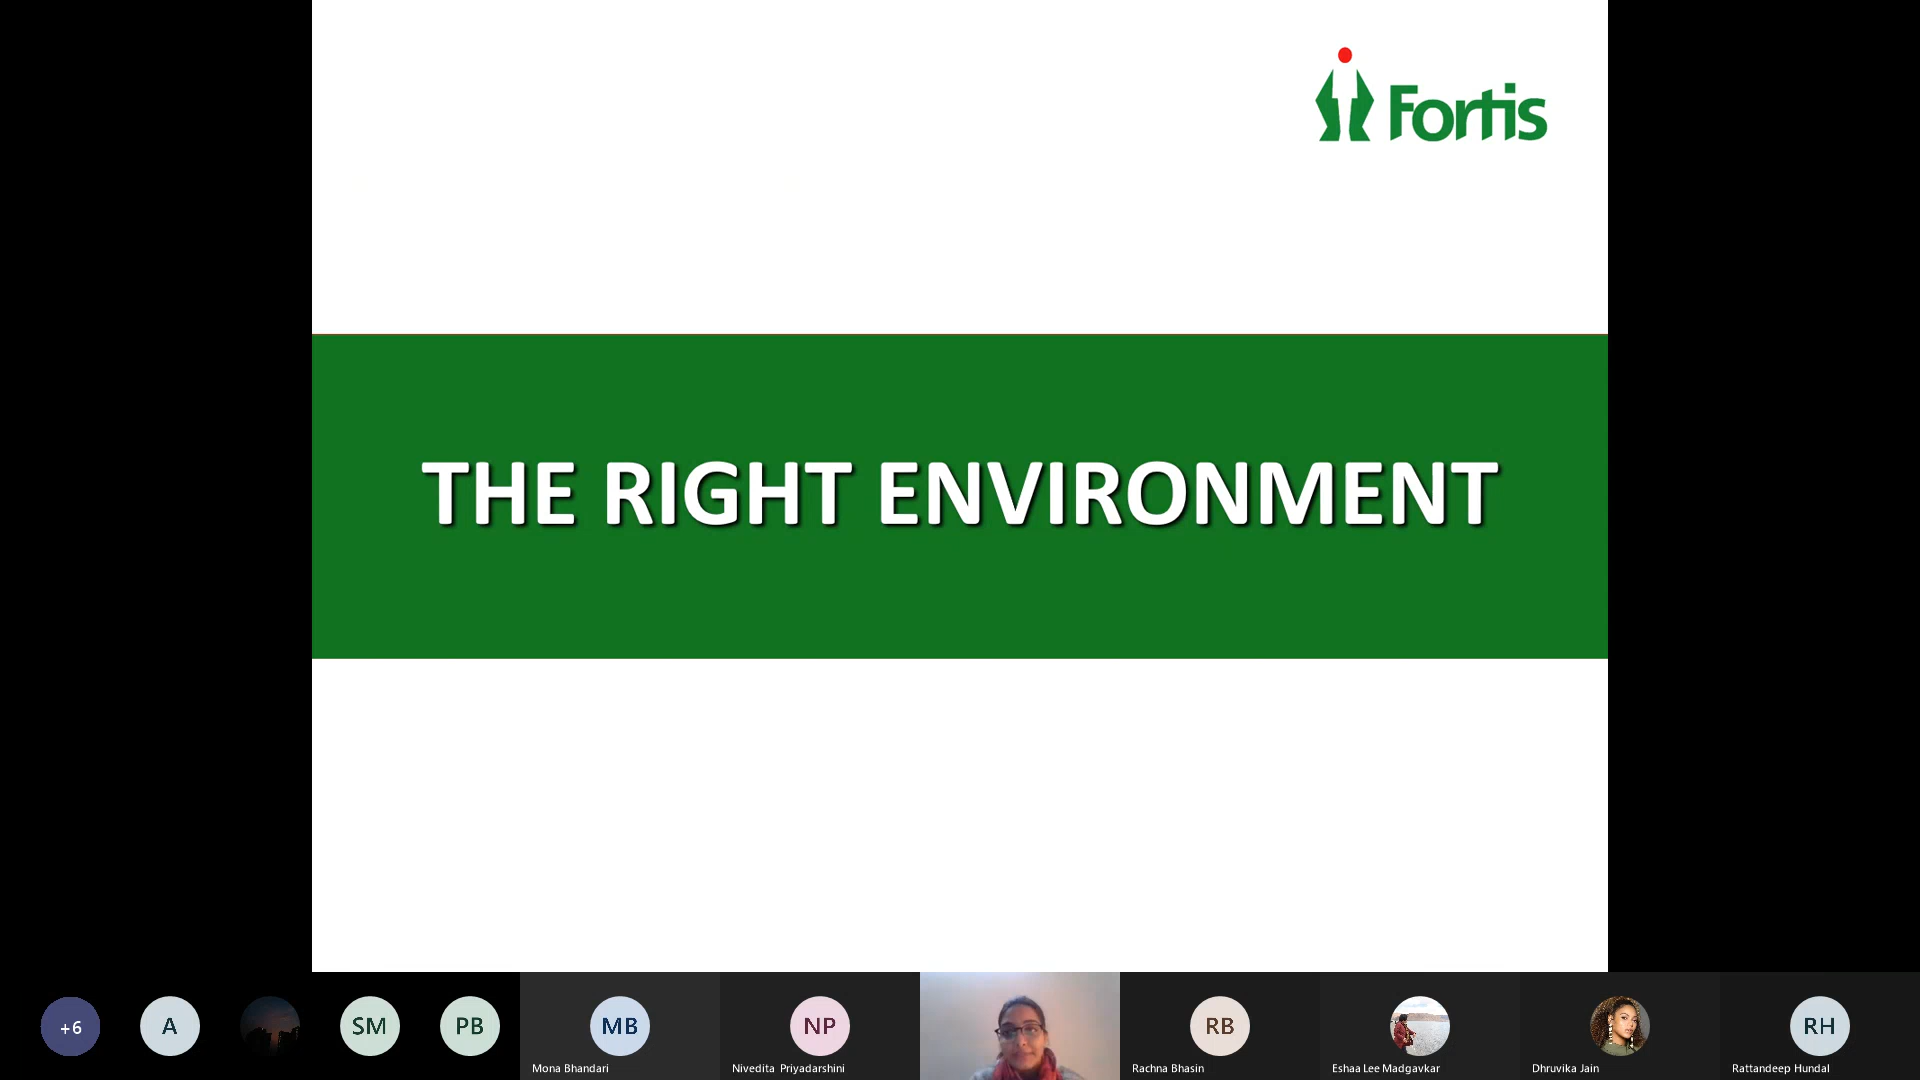 Fortis
THE RIGHT ENVIRONMENT
+6
A
SM
PB
MB
NP
RB
RH
Mona Bhandari
Nivedita Priyadarshini
Rachna Bhasin
Eshaa Lee Madgavkar
Dhruvika Jain
Rattandeep Hundal